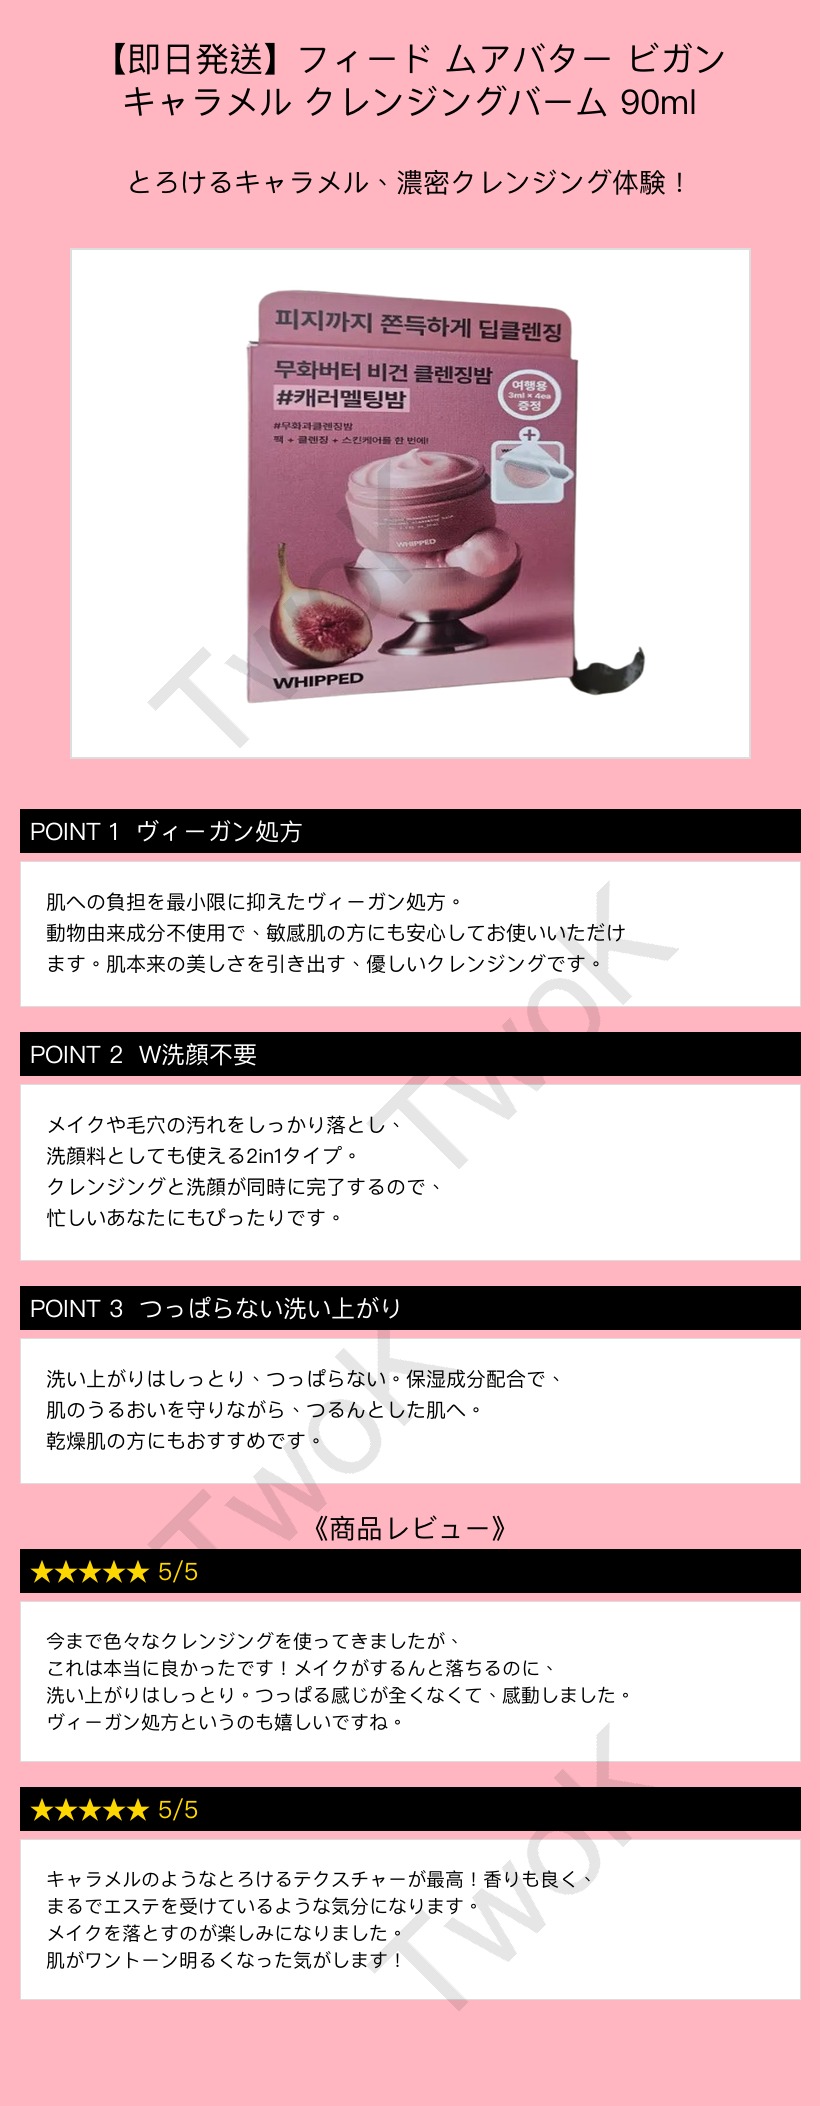 【即日発送】フィード ムアバター ビガン
キャラメル クレンジングバーム 90ml
とろけるキャラメル、濃密クレンジング体験！
피지까지 쫀득하게 딥클렌징
무화버터 비건 클렌징밤
#캐러멜팅밤
#무화과클렌징밤
팩 + 클렌징 + 스킨케어를 한 번에!
여행용
3ml × 4ea
증정
+
WHIPPED
WHIPPED
TwoK
POINT 1 ヴィーガン処方
肌への負担を最小限に抑えたヴィーガン処方。
動物由来成分不使用で、敏感肌の方にも安心してお使いいただけ
ます。肌本来の美しさを引き出す、優しいクレンジングです。
TwoK
POINT 2 W洗顔不要
メイクや毛穴の汚れをしっかり落とし、
洗顔料としても使える2in1タイプ。
クレンジングと洗顔が同時に完了するので、
忙しいあなたにもぴったりです。
POINT 3 つっぱらない洗い上がり
洗い上がりはしっとり、つっぱらない。保湿成分配合で、
肌のうるおいを守りながら、つるんとした肌へ。
乾燥肌の方にもおすすめです。
TwoK
《商品レビュー》
★★★★★ 5/5
今まで色々なクレンジングを使ってきましたが、
これは本当に良かったです！メイクがするんと落ちるのに、
洗い上がりはしっとり。つっぱる感じが全くなくて、感動しました。
ヴィーガン処方というのも嬉しいですね。
★★★★★ 5/5
キャラメルのようなとろけるテクスチャーが最高！香りも良く、
まるでエステを受けているような気分になります。
メイクを落とすのが楽しみになりました。
肌がワントーン明るくなった気がします！
TwoK